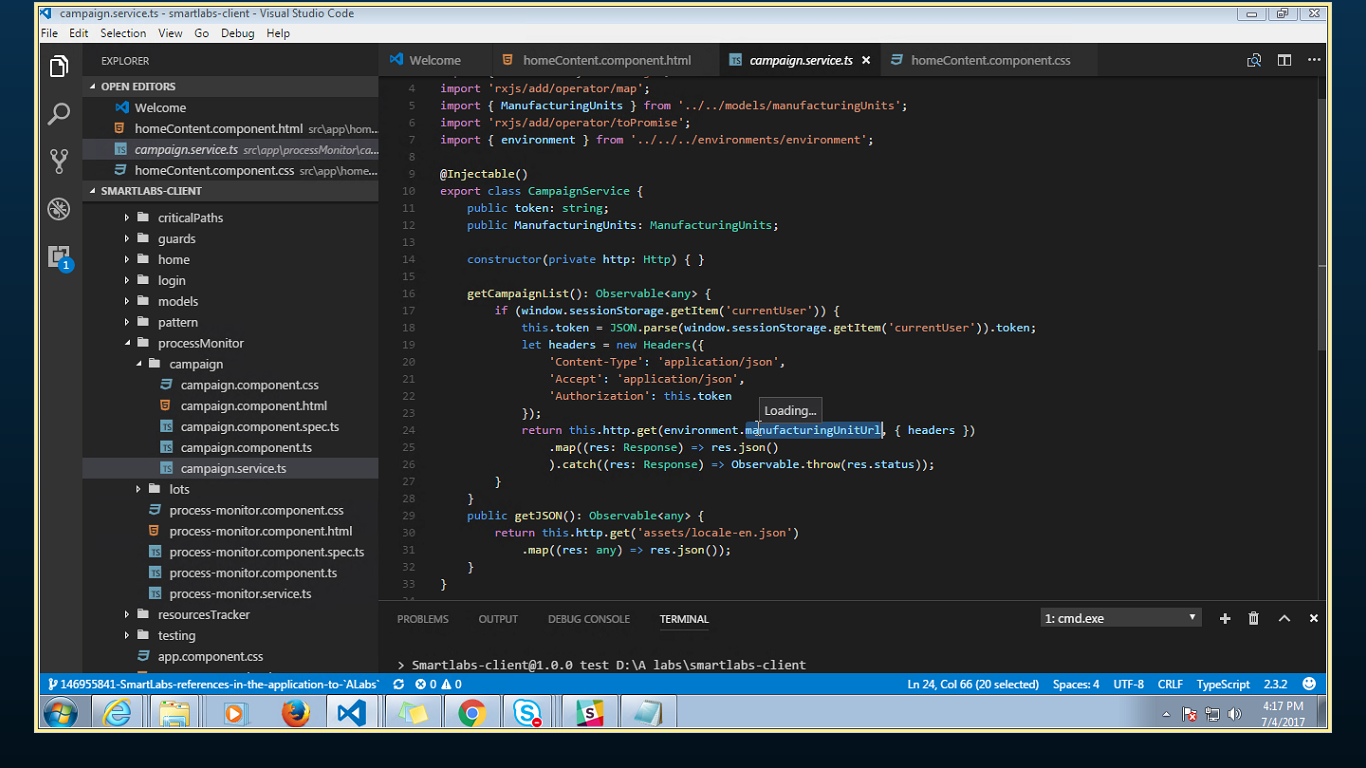 campaign.service.ts - smartlabs-client - Visual Studio Code
File Edit Selection View Go Debug Help
EXPLORER
OPEN EDITORS
Welcome
homeContent.component.html src\app\hom...
campaign.service.ts src\app\processMonitor\ca...
homeContent.component.css src\app\home...
SMARTLABS-CLIENT
criticalPaths
guards
home
login
models
pattern
processMonitor
campaign
campaign.component.css
campaign.component.html
campaign.component.spec.ts
campaign.component.ts
campaign.service.ts
lots
process-monitor.component.css
process-monitor.component.html
process-monitor.component.spec.ts
process-monitor.component.ts
process-monitor.service.ts
resourcesTracker
testing
app.component.css
1
Welcome homeContent.component.html campaign.service.ts homeContent.component.css
4 import 'rxjs/add/operator/map';
5 import { ManufacturingUnits } from '../../models/manufacturingUnits';
6 import 'rxjs/add/operator/toPromise';
7 import { environment } from '../../../environments/environment';
8
9 @Injectable()
10 export class CampaignService {
11 public token: string;
12 public ManufacturingUnits: ManufacturingUnits;
13
14 constructor(private http: Http) { }
15
16 getCampaignList(): Observable<any> {
17 if (window.sessionStorage.getItem('currentUser')) {
18 this.token = JSON.parse(window.sessionStorage.getItem('currentUser')).token;
19 let headers = new Headers({
20 'Content-Type': 'application/json',
21 'Accept': 'application/json',
22 'Authorization': this.token
23 });
Loading...
24 return this.http.get(environment.manufacturingUnitUrl, { headers })
25 .map((res: Response) => res.json()
26 ).catch((res: Response) => Observable.throw(res.status));
27 }
28 }
29 public getJSON(): Observable<any> {
30 return this.http.get('assets/locale-en.json')
31 .map((res: any) => res.json());
32 }
33 }
PROBLEMS OUTPUT DEBUG CONSOLE TERMINAL 1: cmd.exe
> Smartlabs-client@1.0.0 test D:\A labs\smartlabs-client
146955841-SmartLabs-references-in-the-application-to-`ALabs` 0 0 Ln 24, Col 66 (20 selected) Spaces: 4 UTF-8 CRLF TypeScript 2.3.2
4:17 PM
7/4/2017